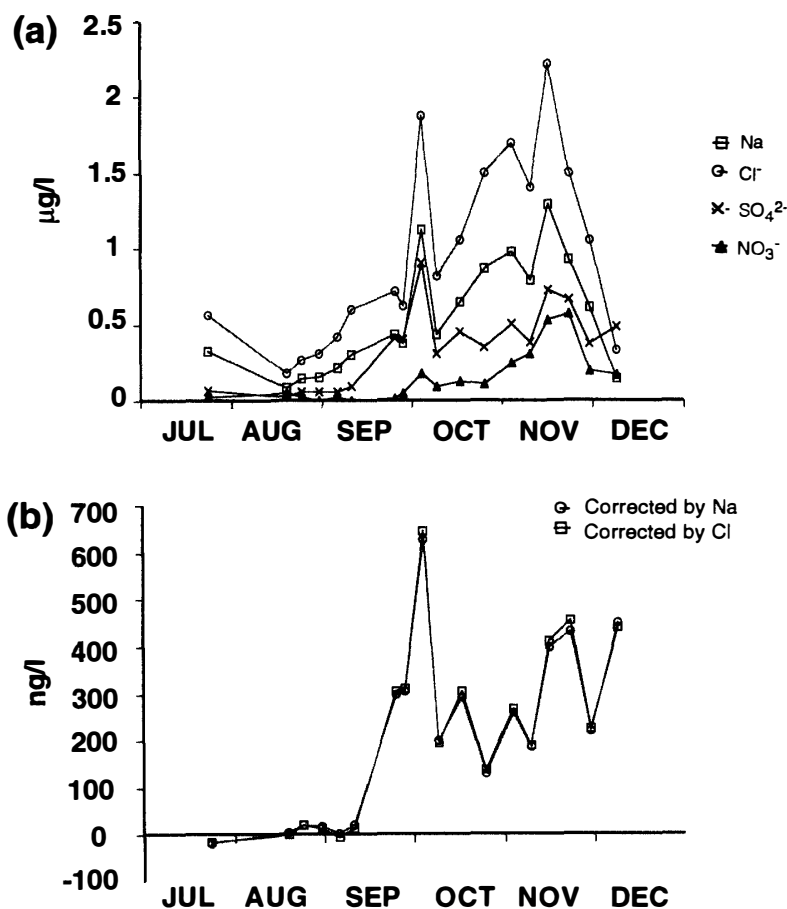 (a)
2.5
2
1.5
1
0.5
0
µg/l
Na
Cl⁻
SO₄²⁻
NO₃⁻
JUL AUG SEP OCT NOV DEC
(b)
700
600
500
400
300
200
100
0
-100
ng/l
Corrected by Na
Corrected by Cl
JUL AUG SEP OCT NOV DEC